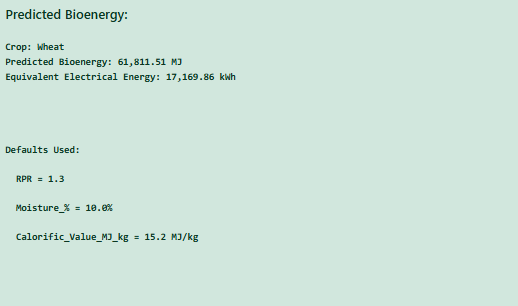 Predicted Bioenergy:
Crop: Wheat
Predicted Bioenergy: 61,811.51 MJ
Equivalent Electrical Energy: 17,169.86 kWh
Defaults Used:
RPR = 1.3
Moisture_% = 10.0%
Calorific_Value_MJ_kg = 15.2 MJ/kg